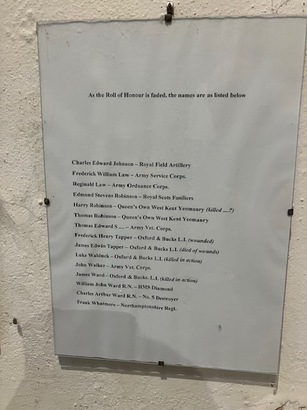 As the Roll of Honour is faded, the names are as listed below
Charles Edward Johnson – Royal Field Artillery
Frederick William Law – Army Service Corps.
Reginald Law – Army Ordnance Corps.
Edmund Stevens Robinson – Royal Scots Fusiliers
Harry Robinson – Queen's Own West Kent Yeomanry (killed ....?)
Thomas Robinson – Queen's Own West Kent Yeomanry
Thomas Edward S .... – Army Vet. Corps.
Frederick Henry Tapper – Oxford & Bucks L.I. (wounded)
James Edwin Tapper – Oxford & Bucks L.I. (died of wounds)
Luke Walduck – Oxford & Bucks L.I. (killed in action)
John Walker – Army Vet. Corps.
James Ward – Oxford & Bucks L.I. (killed in action)
William John Ward R.N. – HMS Diamond
Charles Arthur Ward R.N. – No. 9 Destroyer
Frank Whatmore – Northamptonshire Regt.